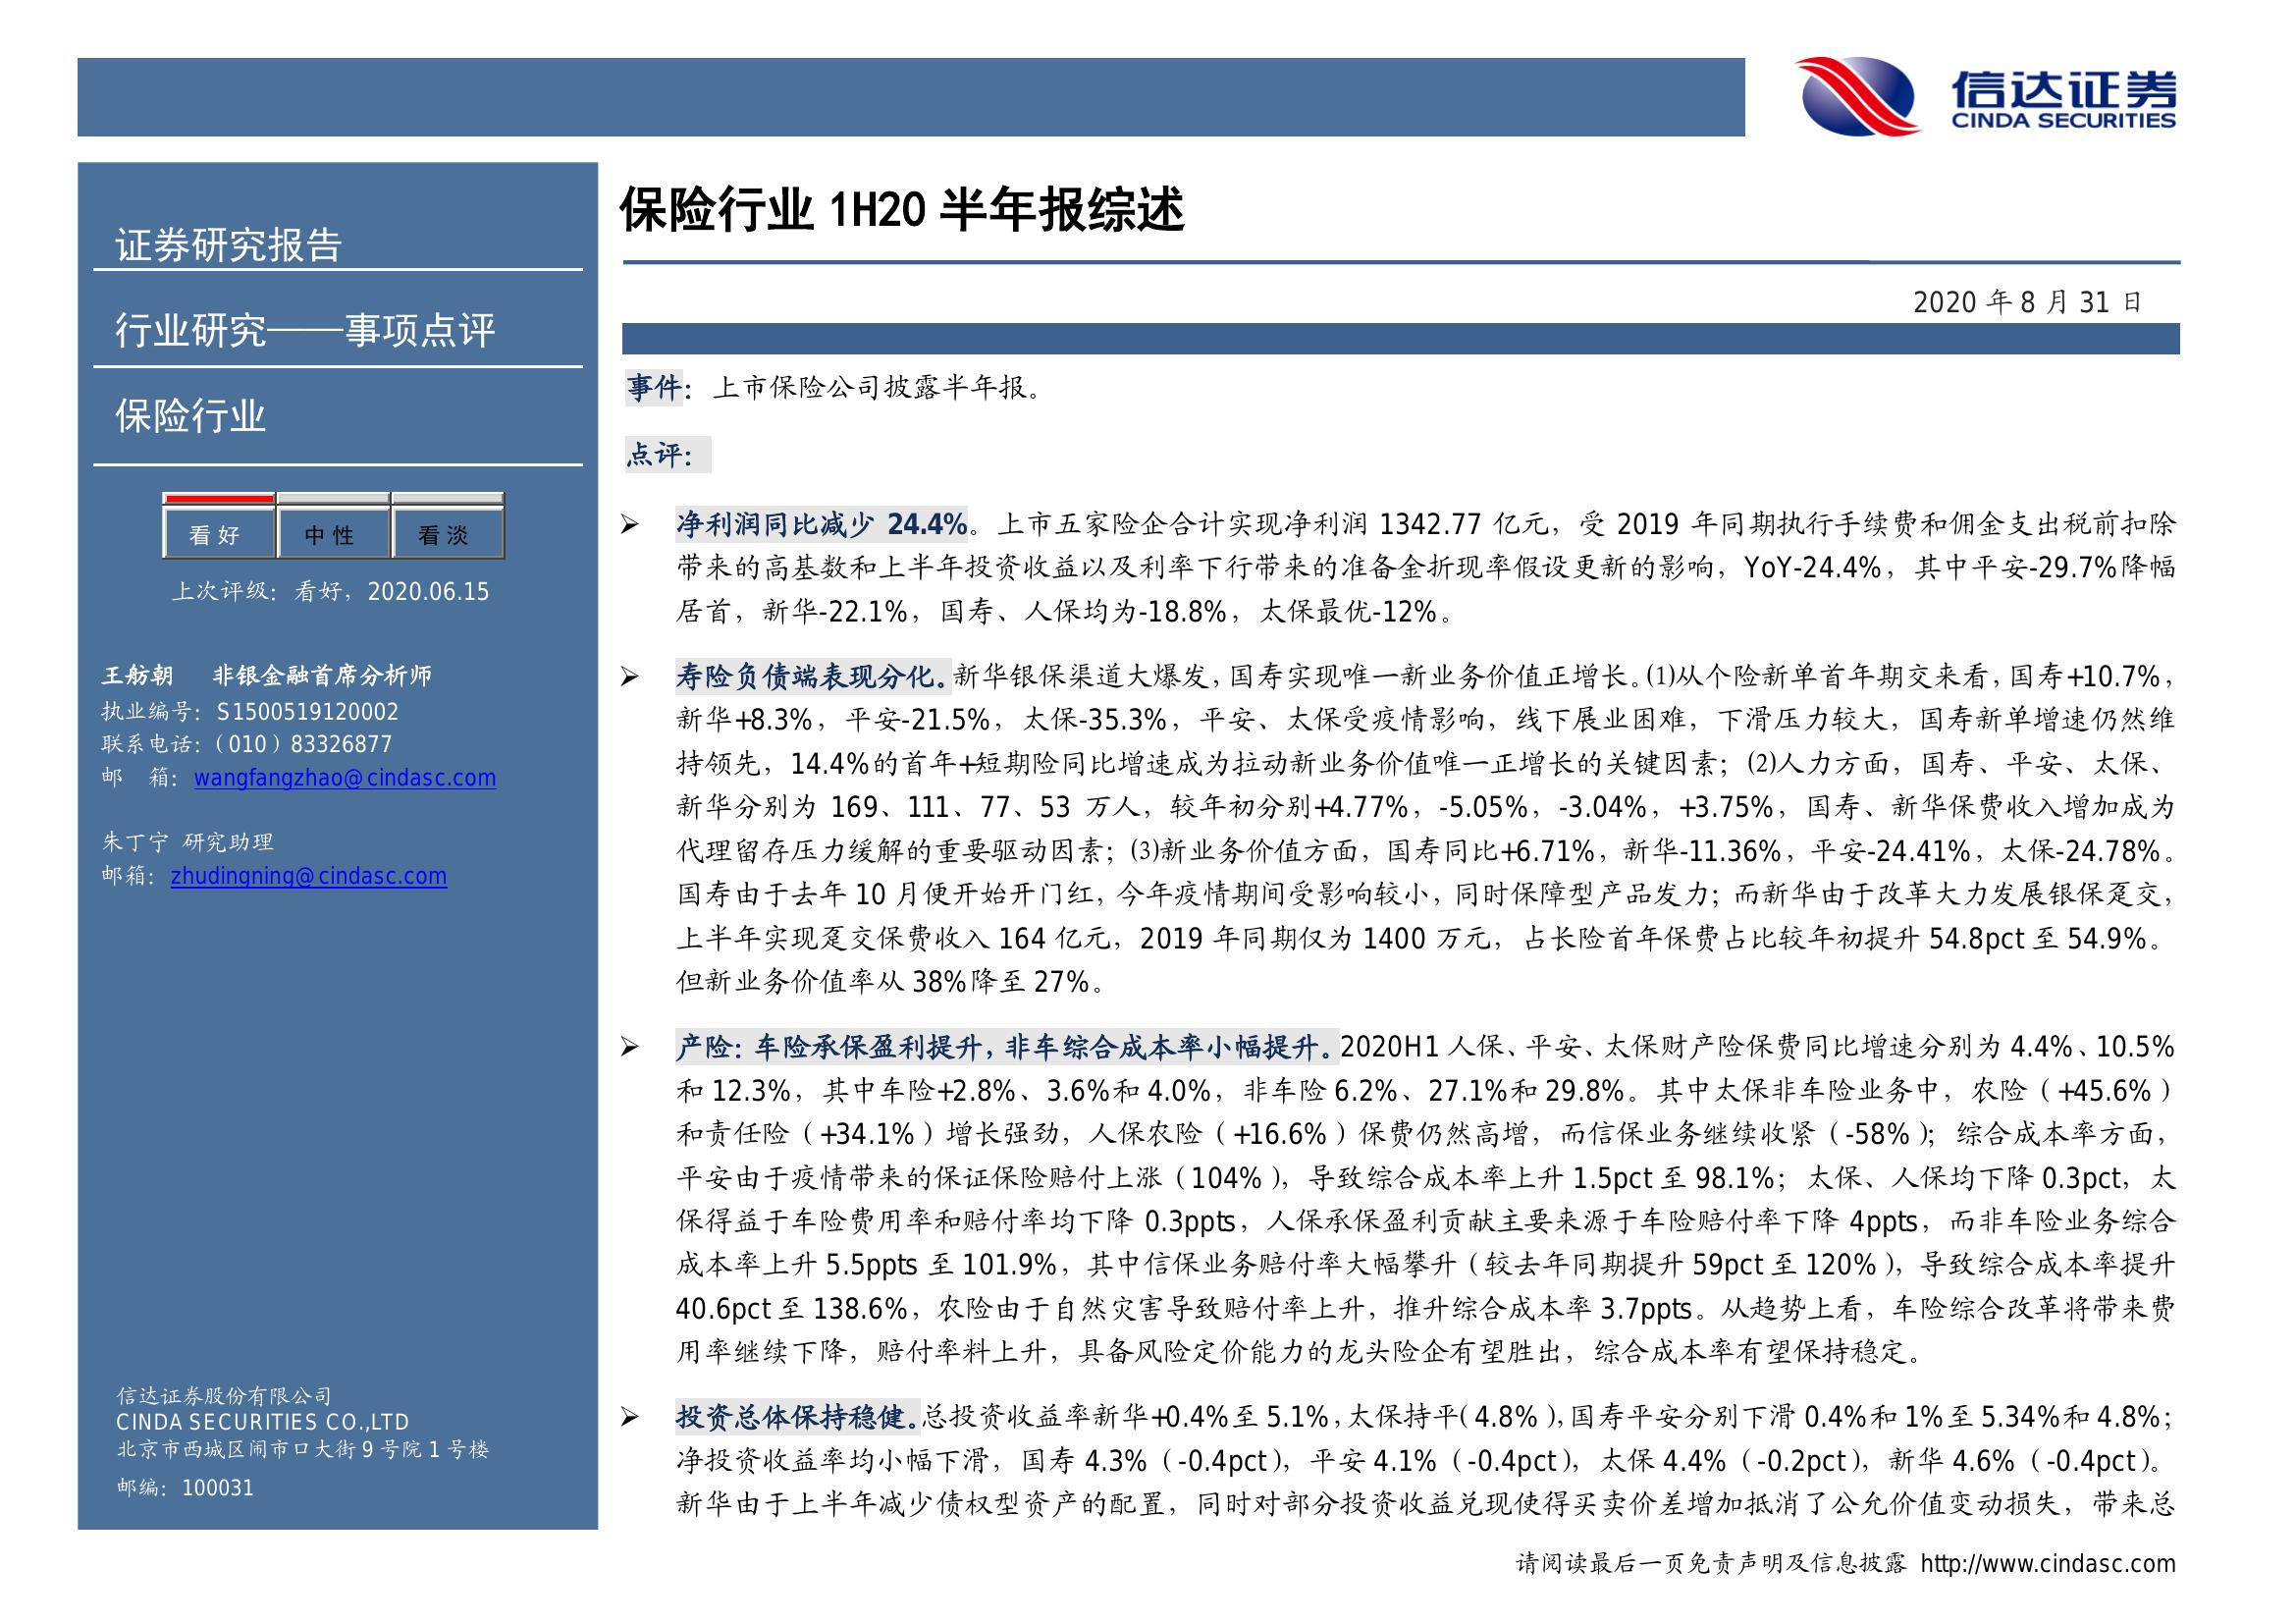 信达证券
CINDA SECURITIES
证券研究报告
行业研究——事项点评
保险行业
看好 中性 看淡
上次评级：看好，2020.06.15
王舫朝 非银金融首席分析师
执业编号：S1500519120002
联系电话：（010）83326877
邮 箱：wangfangzhao@cindasc.com
朱丁宁 研究助理
邮箱：zhudingning@cindasc.com
信达证券股份有限公司
CINDA SECURITIES CO.,LTD
北京市西城区闹市口大街9号院1号楼
邮编：100031
保险行业 1H20 半年报综述
2020 年 8 月 31 日
事件：上市保险公司披露半年报。
点评：
➢ 净利润同比减少 24.4%。上市五家险企合计实现净利润 1342.77 亿元，受 2019 年同期执行手续费和佣金支出税前扣除
带来的高基数和上半年投资收益以及利率下行带来的准备金折现率假设更新的影响，YoY-24.4%，其中平安-29.7%降幅
居首，新华-22.1%，国寿、人保均为-18.8%，太保最优-12%。
➢ 寿险负债端表现分化。新华银保渠道大爆发，国寿实现唯一新业务价值正增长。(1)从个险新单首年期交来看，国寿+10.7%，
新华+8.3%，平安-21.5%，太保-35.3%，平安、太保受疫情影响，线下展业困难，下滑压力较大，国寿新单增速仍然维
持领先，14.4%的首年+短期险同比增速成为拉动新业务价值唯一正增长的关键因素；(2)人力方面，国寿、平安、太保、
新华分别为 169、111、77、53 万人，较年初分别+4.77%，-5.05%，-3.04%，+3.75%，国寿、新华保费收入增加成为
代理留存压力缓解的重要驱动因素；(3)新业务价值方面，国寿同比+6.71%，新华-11.36%，平安-24.41%，太保-24.78%。
国寿由于去年 10 月便开始开门红，今年疫情期间受影响较小，同时保障型产品发力；而新华由于改革大力发展银保趸交，
上半年实现趸交保费收入 164 亿元，2019 年同期仅为 1400 万元，占长险首年保费占比较年初提升 54.8pct 至 54.9%。
但新业务价值率从 38%降至 27%。
➢ 产险：车险承保盈利提升，非车综合成本率小幅提升。2020H1 人保、平安、太保财产险保费同比增速分别为 4.4%、10.5%
和 12.3%，其中车险+2.8%、3.6%和 4.0%，非车险 6.2%、27.1%和 29.8%。其中太保非车险业务中，农险（+45.6%）
和责任险（+34.1%）增长强劲，人保农险（+16.6%）保费仍然高增，而信保业务继续收紧（-58%）；综合成本率方面，
平安由于疫情带来的保证保险赔付上涨（104%），导致综合成本率上升 1.5pct 至 98.1%；太保、人保均下降 0.3pct，太
保得益于车险费用率和赔付率均下降 0.3ppts，人保承保盈利贡献主要来源于车险赔付率下降 4ppts，而非车险业务综合
成本率上升 5.5ppts 至 101.9%，其中信保业务赔付率大幅攀升（较去年同期提升 59pct 至 120%），导致综合成本率提升
40.6pct 至 138.6%，农险由于自然灾害导致赔付率上升，推升综合成本率 3.7ppts。从趋势上看，车险综合改革将带来费
用率继续下降，赔付率料上升，具备风险定价能力的龙头险企有望胜出，综合成本率有望保持稳定。
➢ 投资总体保持稳健。总投资收益率新华+0.4%至 5.1%，太保持平（4.8%），国寿平安分别下滑 0.4%和 1%至 5.34%和 4.8%；
净投资收益率均小幅下滑，国寿 4.3%（-0.4pct），平安 4.1%（-0.4pct），太保 4.4%（-0.2pct），新华 4.6%（-0.4pct）。
新华由于上半年减少债权型资产的配置，同时对部分投资收益兑现使得买卖价差增加抵消了公允价值变动损失，带来总
请阅读最后一页免责声明及信息披露 http://www.cindasc.com